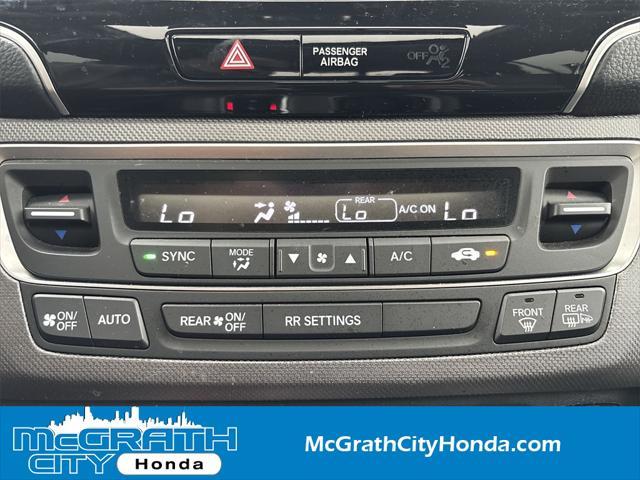 PASSENGER
AIRBAG
OFF
2
Lo
REAR
Lo
A/C ON
Lo
SYNC
MODE
A/C
ON/
OFF
AUTO
REAR ON/
OFF
RR SETTINGS
FRONT
REAR
McGRATH
CITY
Honda
McGrathCityHonda.com